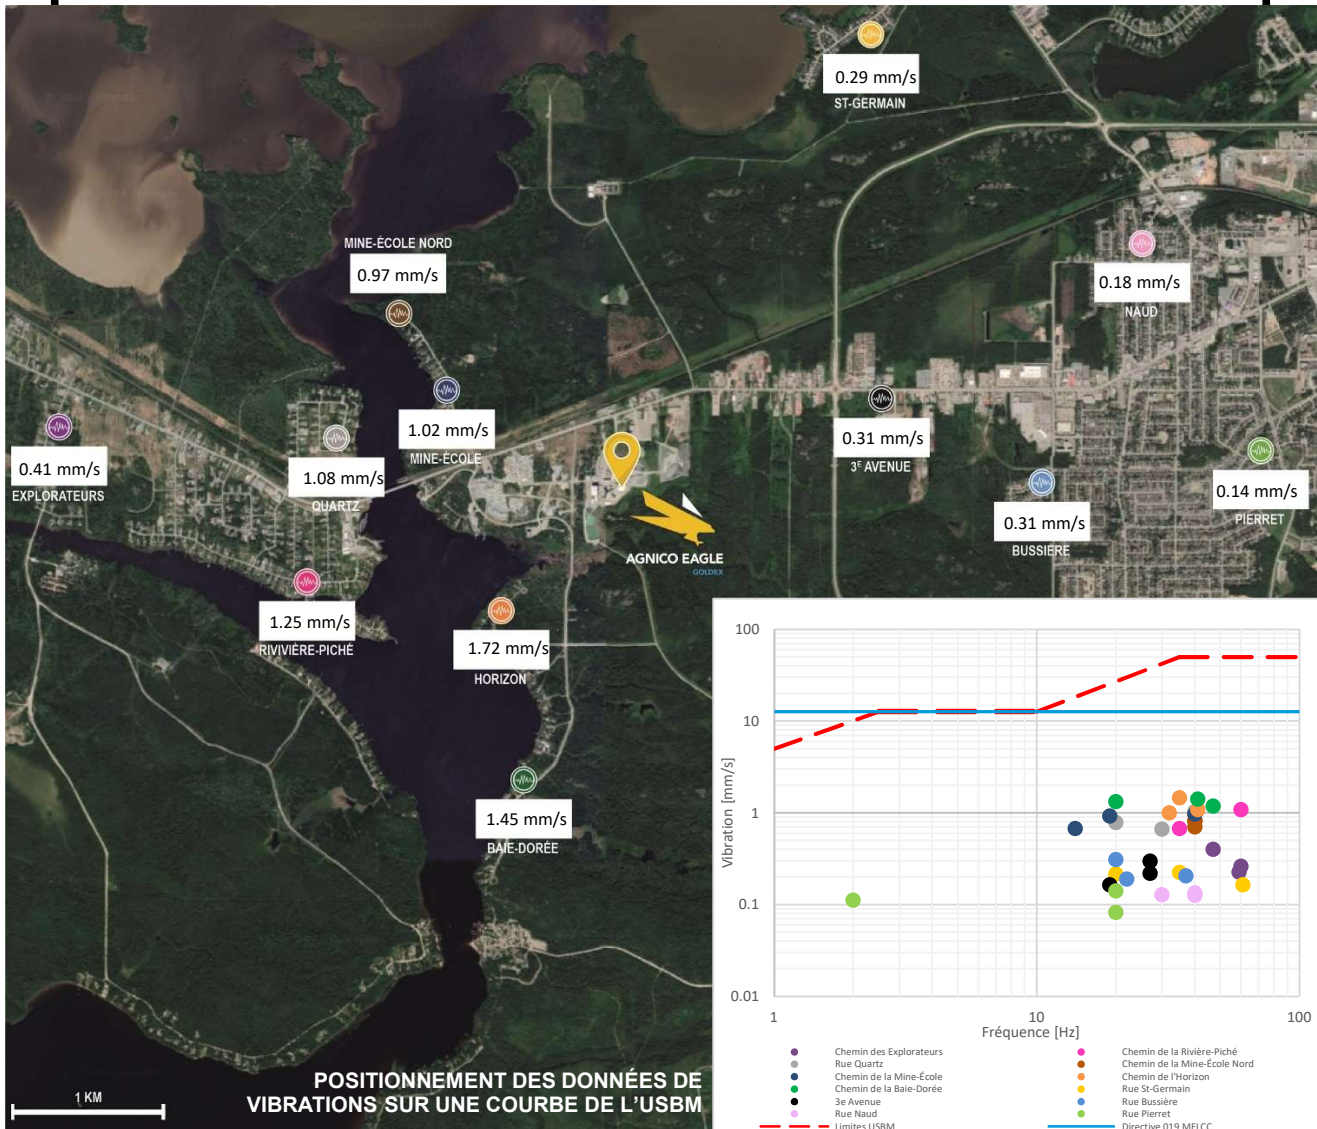 0.29 mm/s
ST-GERMAIN
MINE-ÉCOLE NORD
0.97 mm/s
0.18 mm/s
NAUD
1.02 mm/s
MINE-ÉCOLE
0.41 mm/s
EXPLORATEURS
1.08 mm/s
QUARTZ
0.31 mm/s
3E AVENUE
0.14 mm/s
PIERRET
0.31 mm/s
BUSSIÈRE
AGNICO EAGLE
GOLDEX
1.25 mm/s
RIVIVIÈRE-PICHÉ
1.72 mm/s
HORIZON
1.45 mm/s
BAIE-DORÉE
POSITIONNEMENT DES DONNÉES DE
VIBRATIONS SUR UNE COURBE DE L'USBM
1 KM
100
10
1
0.1
0.01
Vibration [mm/s]
1
10
100
Fréquence [Hz]
Chemin des Explorateurs
Chemin de la Rivière-Piché
Rue Quartz
Chemin de la Mine-École Nord
Chemin de la Mine-École
Chemin de l'Horizon
Chemin de la Baie-Dorée
Rue St-Germain
3e Avenue
Rue Bussière
Rue Naud
Rue Pierret
Limites USBM
Directive 019 MELCC